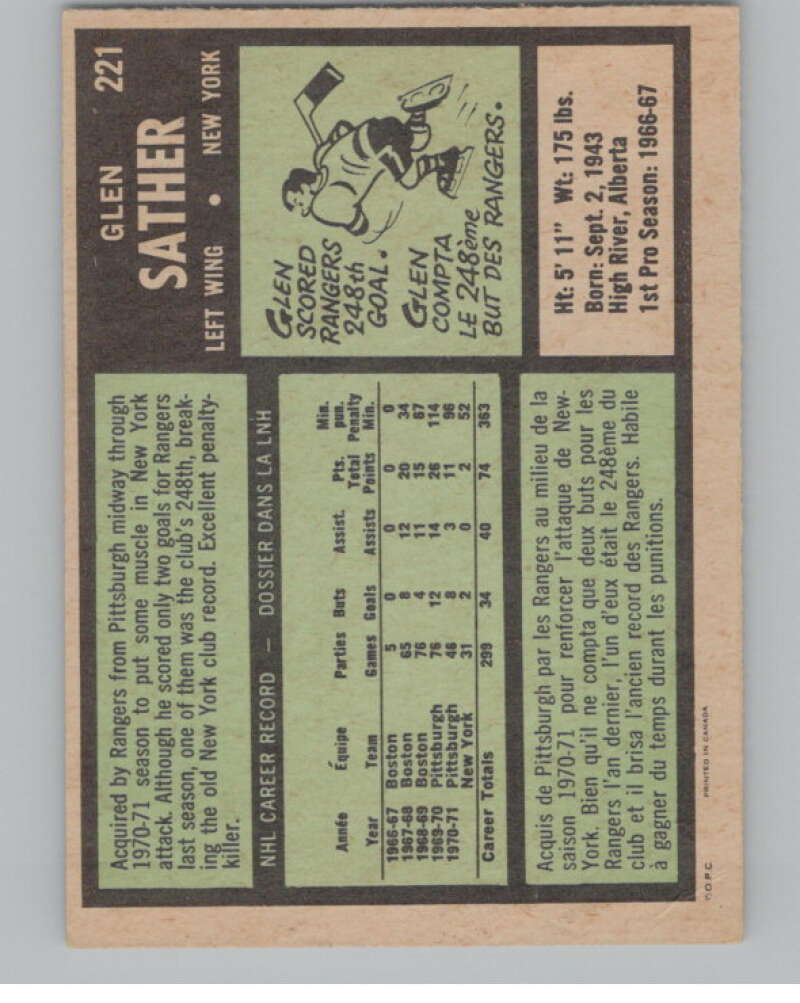 GLEN 221
SATHER
LEFT WING • NEW YORK
Acquired by Rangers from Pittsburgh midway through
1970-71 season to put some muscle in New York
attack. Although he scored only two goals for Rangers
last season, one of them was the club's 248th, break-
ing the old New York club record. Excellent penalty-
killer.
GLEN
SCORED
RANGERS
248th
GOAL.
GLEN
COMPTA
LE 248ème
BUT DES RANGERS.
Ht: 5' 11" Wt: 175 lbs.
Born: Sept. 2, 1943
High River, Alberta
1st Pro Season: 1966-67
NHL CAREER RECORD — DOSSIER DANS LA LNH
Min.
Pts. pun.
Année Équipe Parties Buts Assist. Total Penalty
Year Team Games Goals Assists Points Min.
1966-67 Boston 5 0 0 0 0
1967-68 Boston 65 8 12 20 34
1968-69 Boston 76 4 11 15 67
1969-70 Pittsburgh 76 12 14 26 114
1970-71 Pittsburgh 46 8 3 11 96
New York 31 2 0 2 52
Career Totals 299 34 40 74 363
Acquis de Pittsburgh par les Rangers au milieu de la
saison 1970-71 pour renforcer l'attaque de New-
York. Bien qu'il ne compta que deux buts pour les
Rangers l'an dernier, l'un d'eux était le 248ème du
club et il brisa l'ancien record des Rangers. Habile
à gagner du temps durant les punitions.
© O.P.C. PRINTED IN CANADA